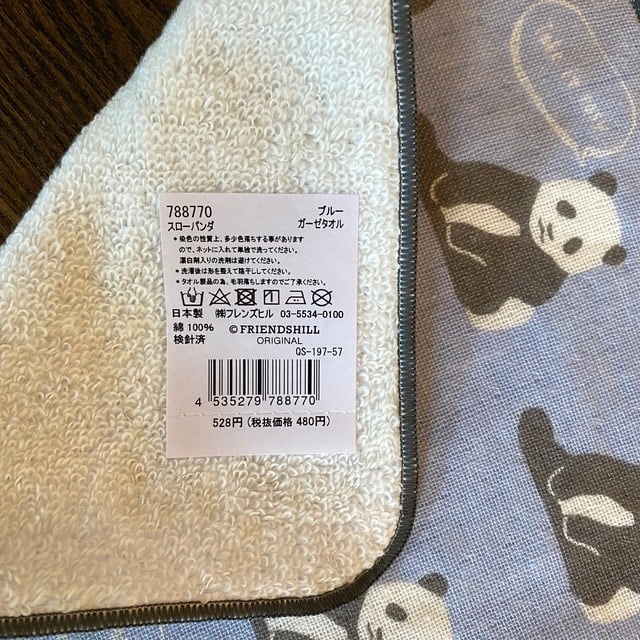 788770 ブルー
スローパンダ ガーゼタオル
● 染色の性質上、多少色落ちする事があります
ので、ネットに入れて単独で洗ってください。
漂白剤入りの洗剤は避けてください。
● 洗濯後は形を整えて陰干ししてください。
● タオル製品の為、毛羽落ちしますのでご了承ください。
日本製 ㈱フレンズヒル 03-5534-0100
綿 100% ©FRIENDSHILL
検針済 ORIGINAL
QS-197-57
4 535279 788770
528円 (税抜価格 480円)